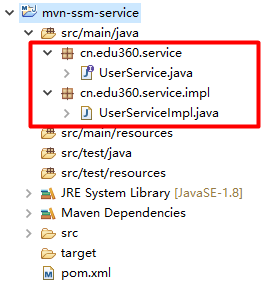 mvn-ssm-service
src/main/java
cn.edu360.service
UserService.java
cn.edu360.service.impl
UserServiceImpl.java
src/main/resources
src/test/java
src/test/resources
JRE System Library [JavaSE-1.8]
Maven Dependencies
src
target
pom.xml